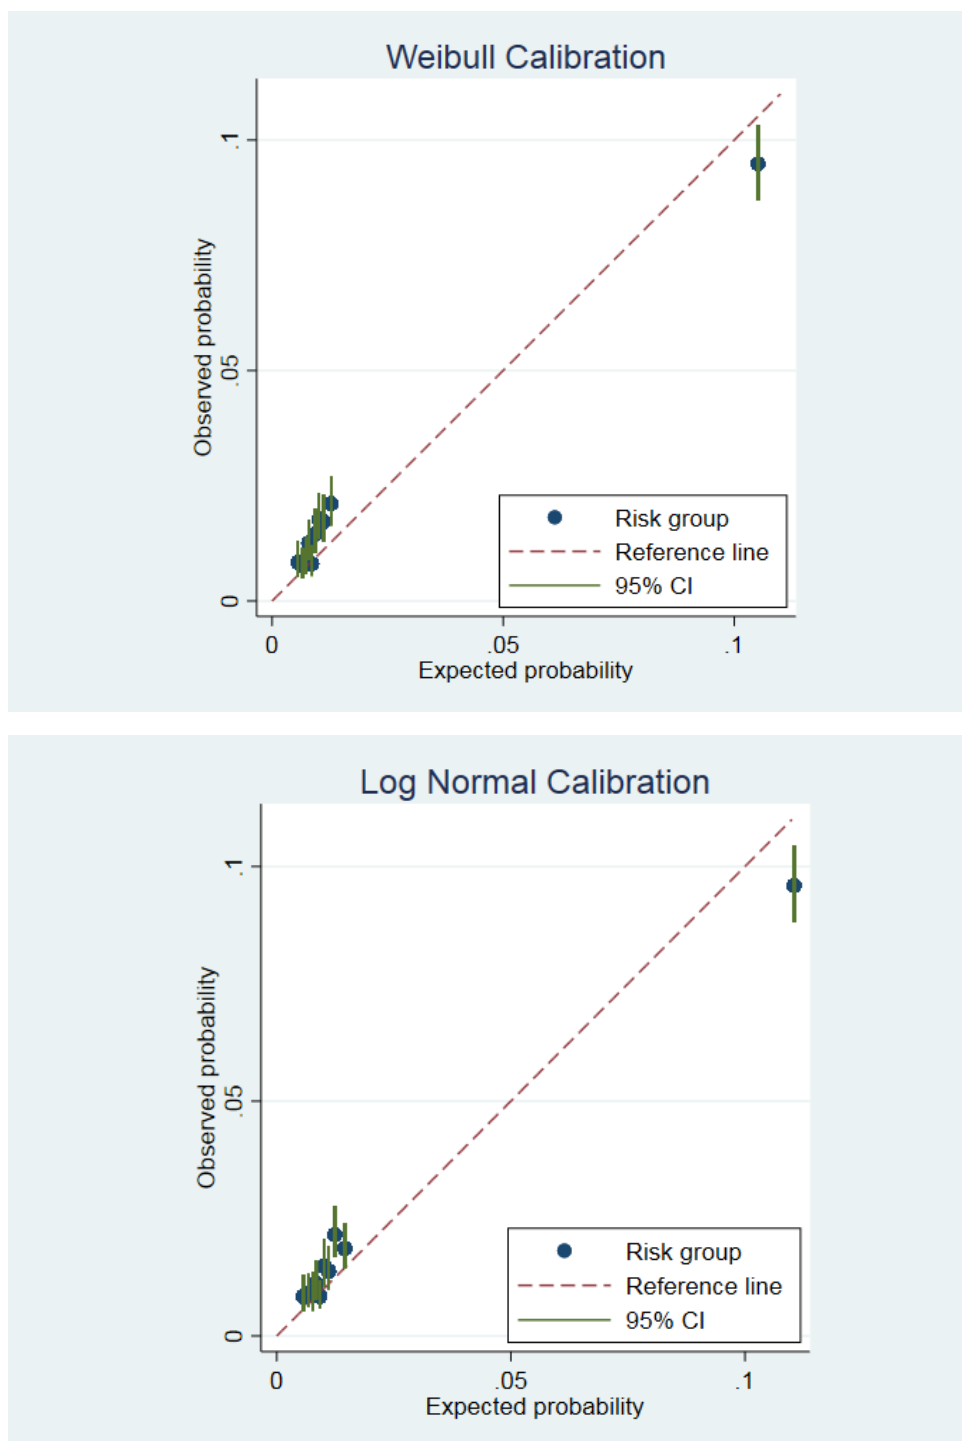 Weibull Calibration
.1
.05
0
Observed probability
0 .05 .1
Expected probability
Risk group
Reference line
95% CI
Log Normal Calibration
.1
.05
0
Observed probability
0 .05 .1
Expected probability
Risk group
Reference line
95% CI